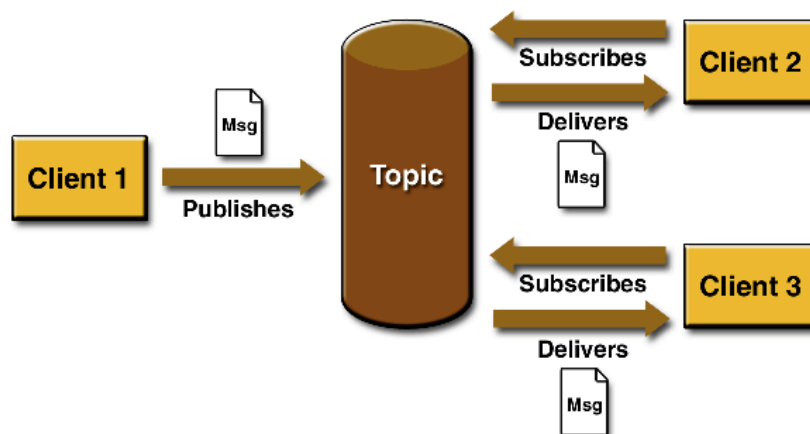 Client 1
Msg
Publishes
Topic
Subscribes
Client 2
Delivers
Msg
Subscribes
Client 3
Delivers
Msg